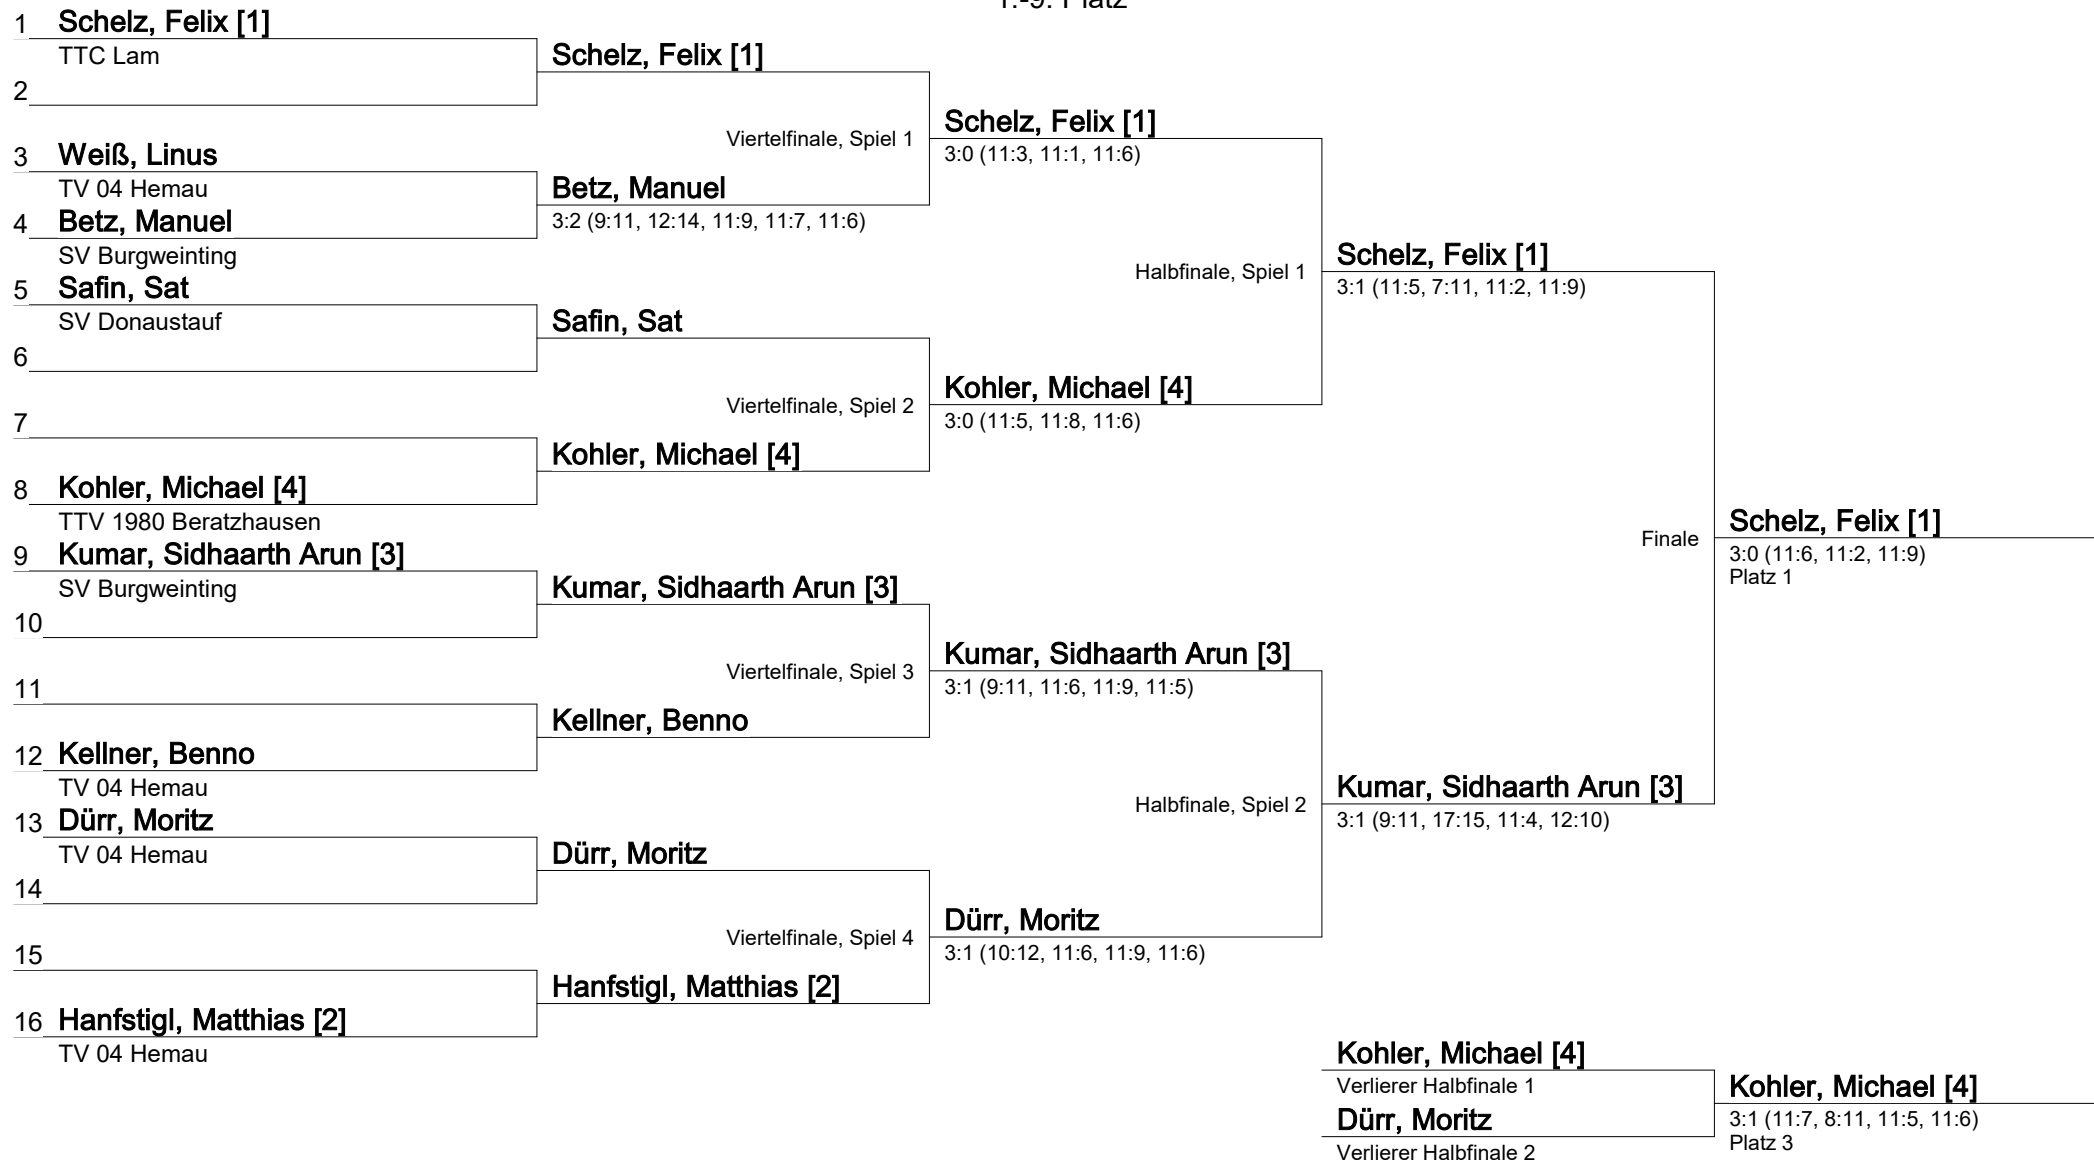 1.-9. Platz
1 Schelz, Felix [1]
TTC Lam
2
3 Weiß, Linus
TV 04 Hemau
4 Betz, Manuel
SV Burgweinting
5 Safin, Sat
SV Donaustauf
6
7
8 Kohler, Michael [4]
TTV 1980 Beratzhausen
9 Kumar, Sidhaarth Arun [3]
SV Burgweinting
10
11
12 Kellner, Benno
TV 04 Hemau
13 Dürr, Moritz
TV 04 Hemau
14
15
16 Hanfstigl, Matthias [2]
TV 04 Hemau
Schelz, Felix [1]
Viertelfinale, Spiel 1
Betz, Manuel
3:2 (9:11, 12:14, 11:9, 11:7, 11:6)
Safin, Sat
Viertelfinale, Spiel 2
Kohler, Michael [4]
Kumar, Sidhaarth Arun [3]
Viertelfinale, Spiel 3
Kellner, Benno
Dürr, Moritz
Viertelfinale, Spiel 4
Hanfstigl, Matthias [2]
Schelz, Felix [1]
3:0 (11:3, 11:1, 11:6)
Halbfinale, Spiel 1
Kohler, Michael [4]
3:0 (11:5, 11:8, 11:6)
Kumar, Sidhaarth Arun [3]
3:1 (9:11, 11:6, 11:9, 11:5)
Halbfinale, Spiel 2
Dürr, Moritz
3:1 (10:12, 11:6, 11:9, 11:6)
Schelz, Felix [1]
3:1 (11:5, 7:11, 11:2, 11:9)
Finale
Kumar, Sidhaarth Arun [3]
3:1 (9:11, 17:15, 11:4, 12:10)
Schelz, Felix [1]
3:0 (11:6, 11:2, 11:9)
Platz 1
Kohler, Michael [4]
Verlierer Halbfinale 1
Dürr, Moritz
Verlierer Halbfinale 2
Kohler, Michael [4]
3:1 (11:7, 8:11, 11:5, 11:6)
Platz 3